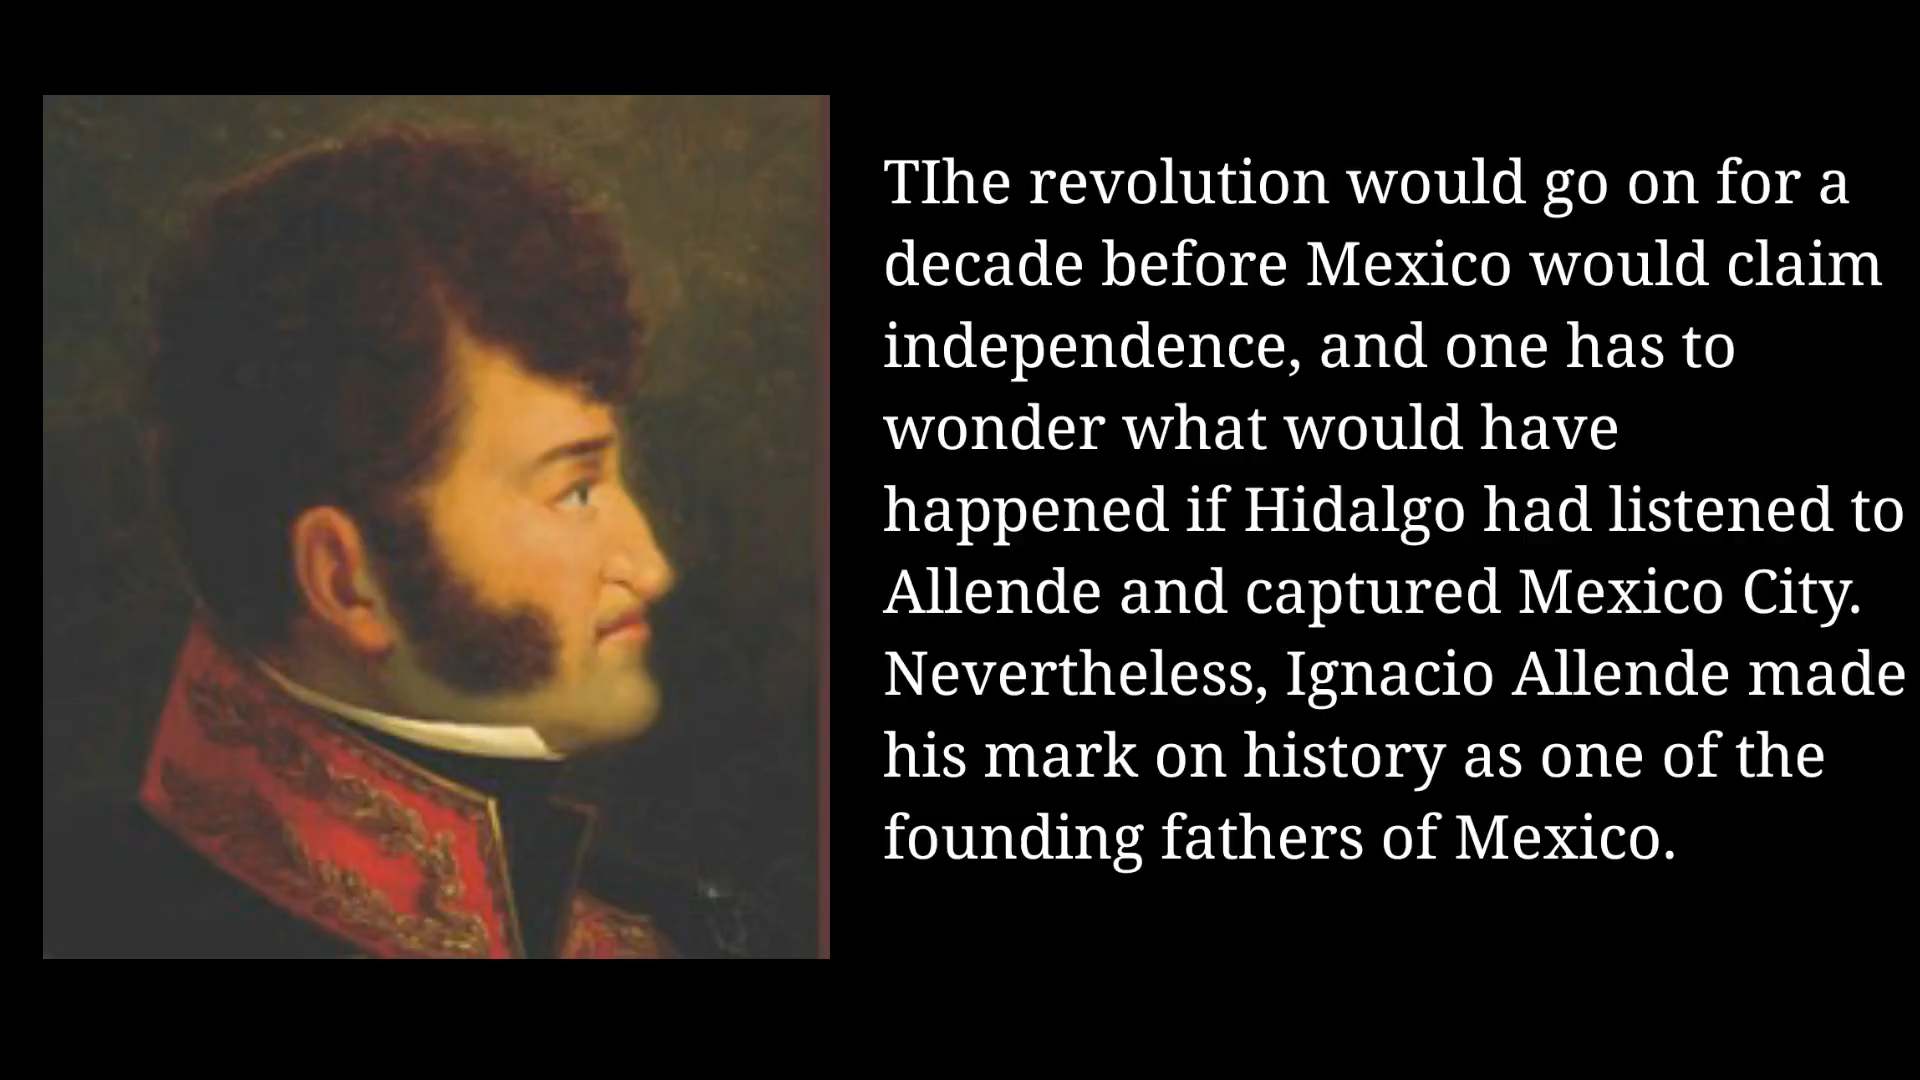 TIhe revolution would go on for a
decade before Mexico would claim
independence, and one has to
wonder what would have
happened if Hidalgo had listened to
Allende and captured Mexico City.
Nevertheless, Ignacio Allende made
his mark on history as one of the
founding fathers of Mexico.